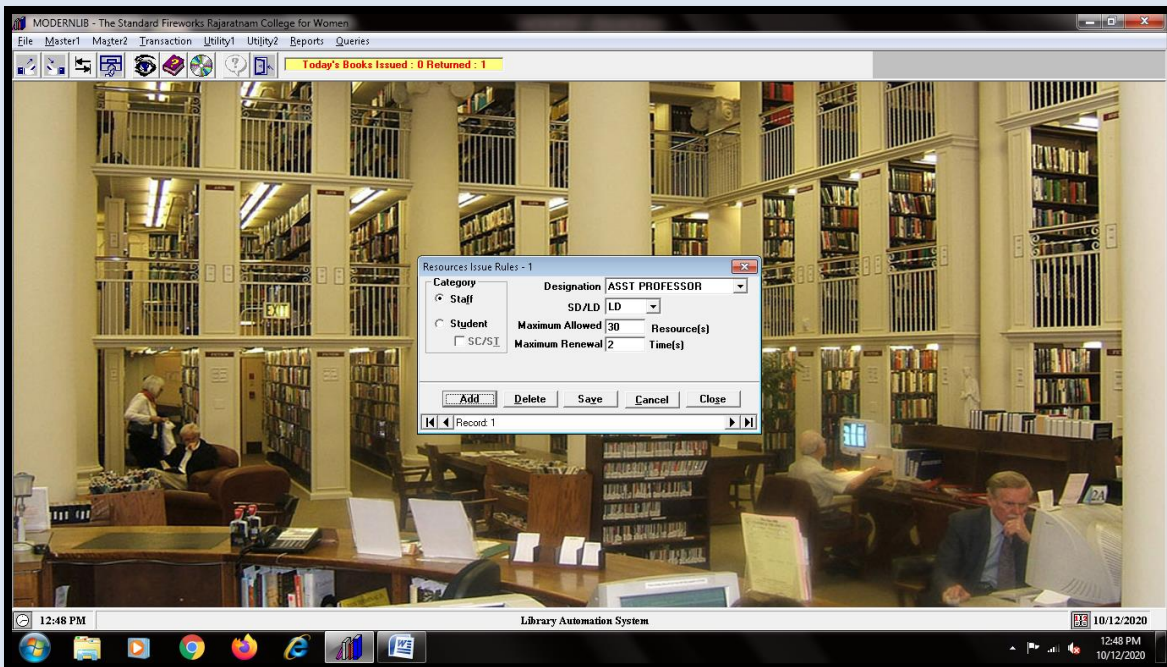 MODERNLIB - The Standard Fireworks Rajaratnam College for Women
File Master1 Master2 Transaction Utility1 Utility2 Reports Queries
Today's Books Issued : 0 Returned : 1
Resources Issue Rules - 1
Category
Designation ASST PROFESSOR
Staff
SD/LD LD
Student
Maximum Allowed 30 Resource(s)
SC/ST
Maximum Renewal 2 Time(s)
Add Delete Save Cancel Close
Record: 1
EXIT
2A
12:48 PM Library Automation System 10/12/2020
12:48 PM
10/12/2020